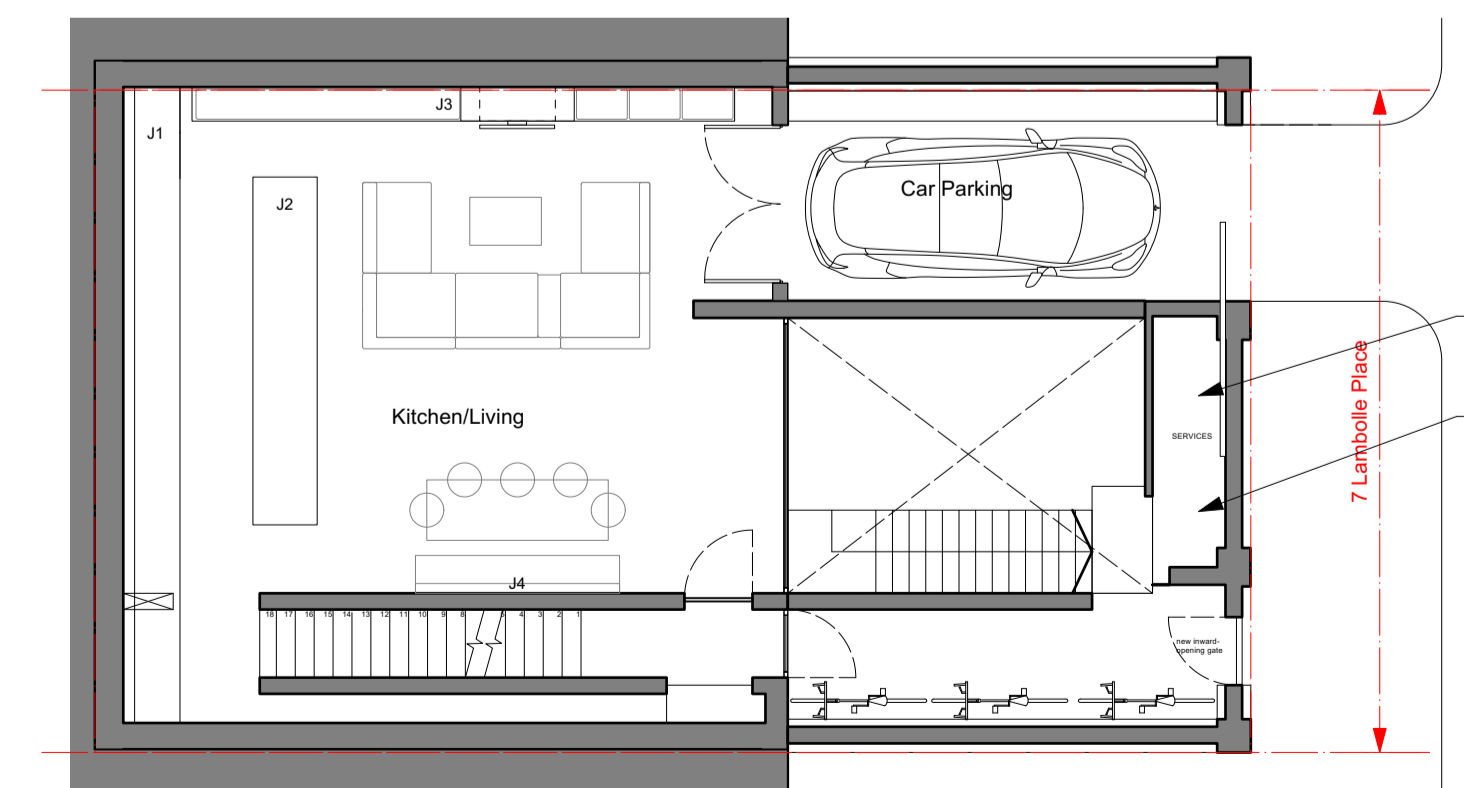 J3
J1
Car Parking
J2
7 Lambolle Place
Kitchen/Living
SERVICES
J4
18 17 16 15 14 13 12 11 10 9 8 5 4 3 2 1
new inward-
opening gate